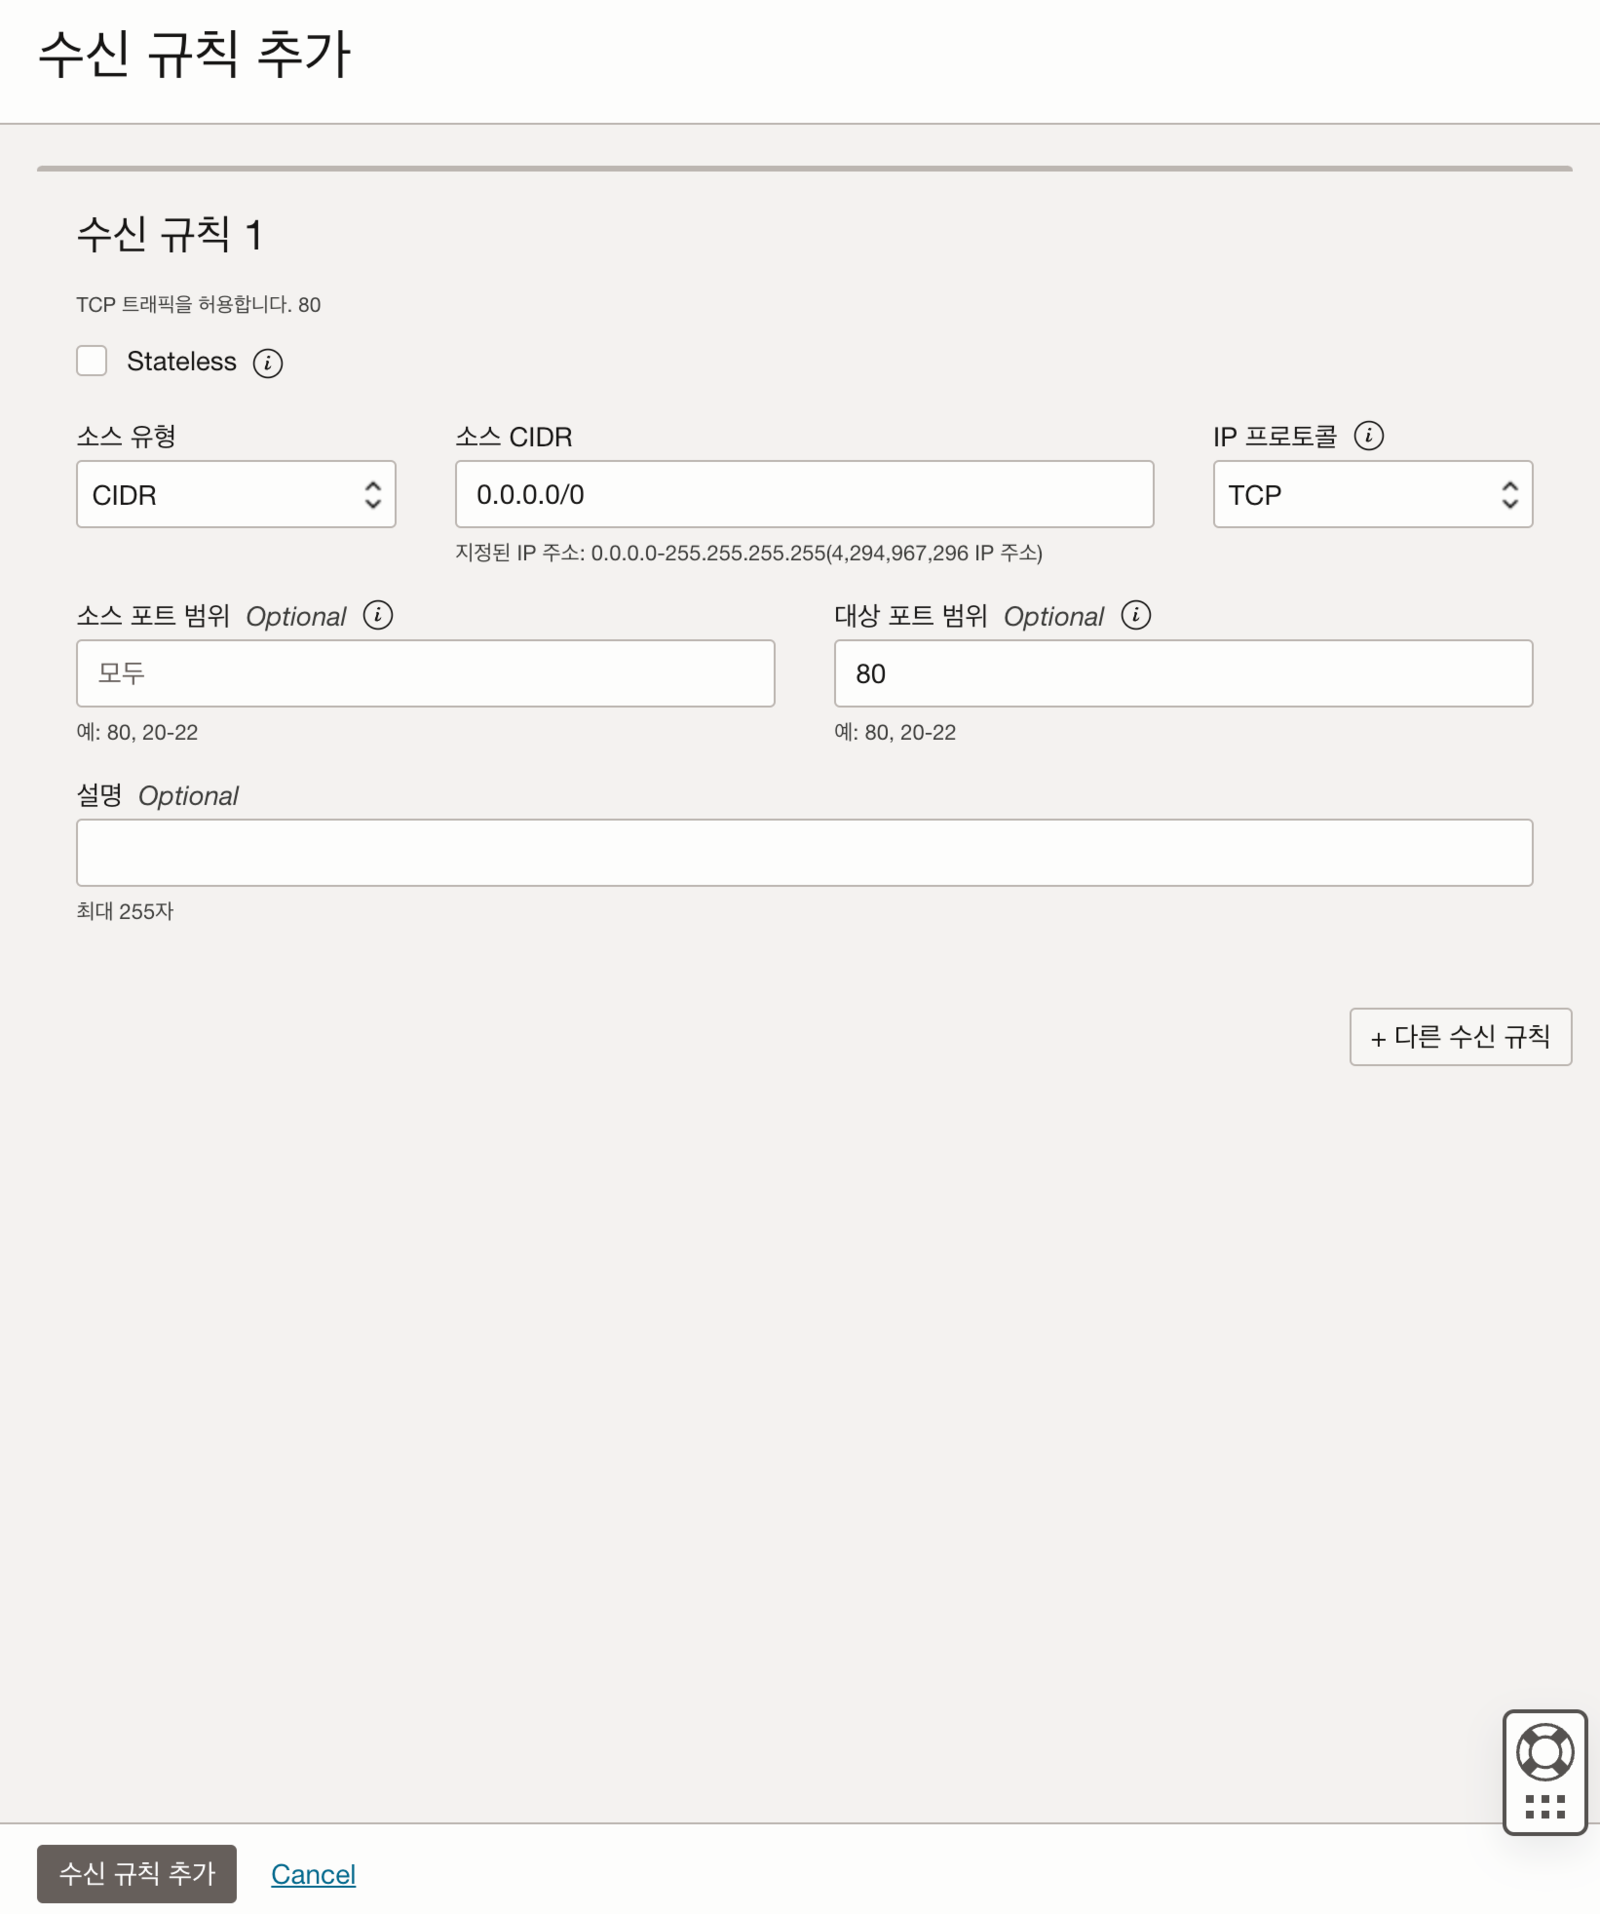 수신 규칙 추가
수신 규칙 1
TCP 트래픽을 허용합니다. 80
Stateless
소스 유형
소스 CIDR
IP 프로토콜
CIDR
0.0.0.0/0
TCP
지정된 IP 주소: 0.0.0.0-255.255.255.255(4,294,967,296 IP 주소)
소스 포트 범위 Optional
대상 포트 범위 Optional
모두
80
예: 80, 20-22
예: 80, 20-22
설명 Optional
최대 255자
+ 다른 수신 규칙
수신 규칙 추가
Cancel